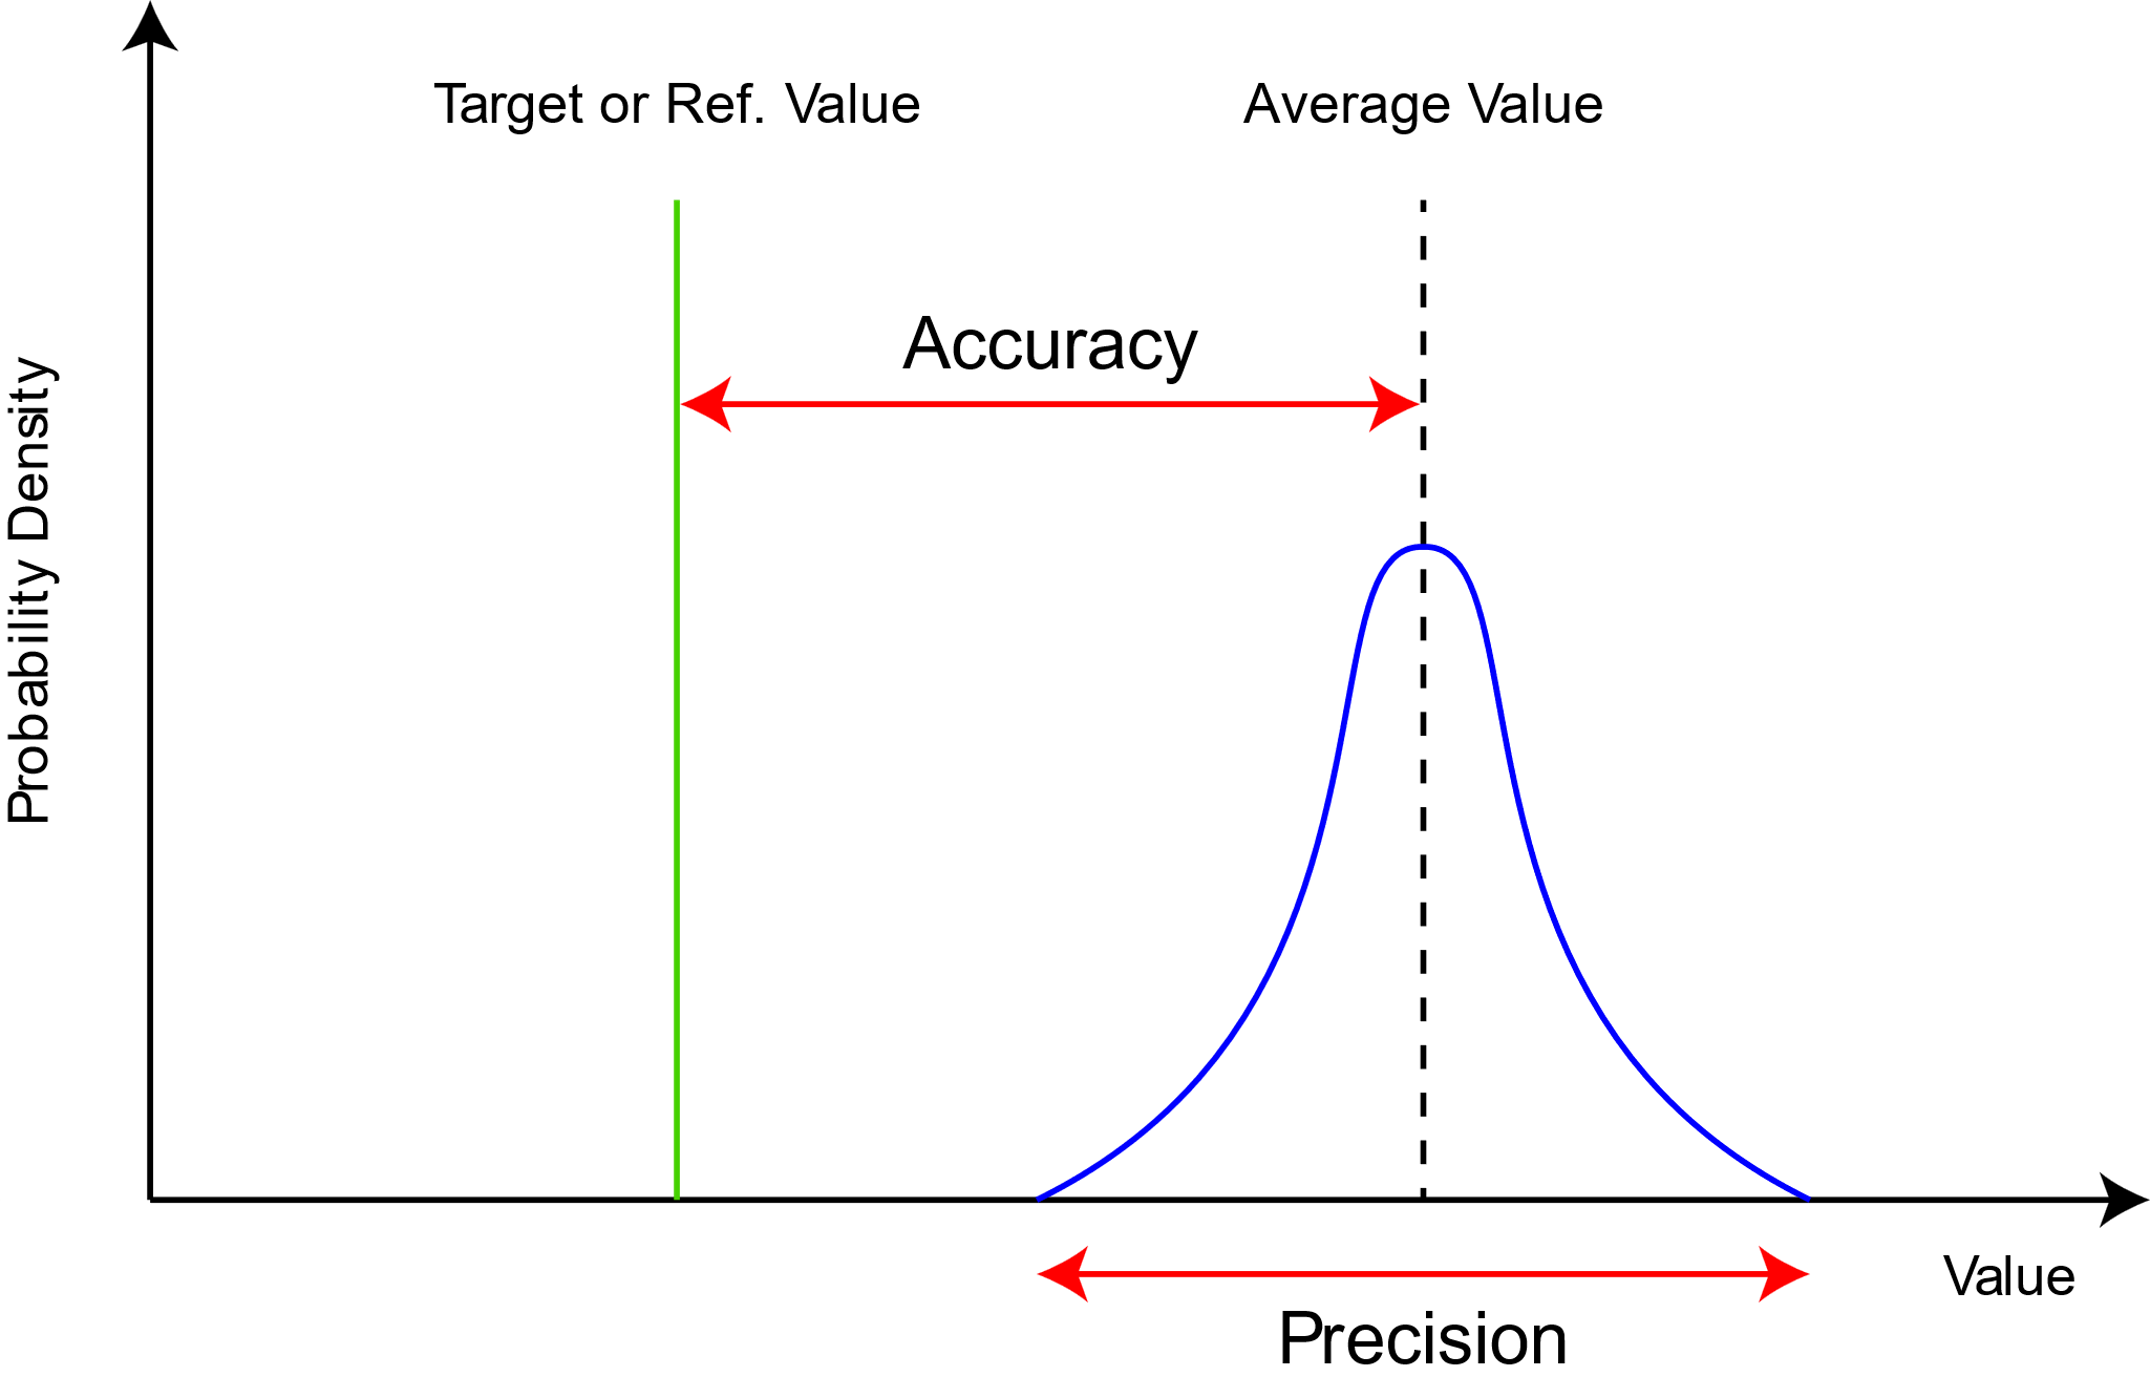 Target or Ref. Value
Average Value
Accuracy
Probability Density
Value
Precision